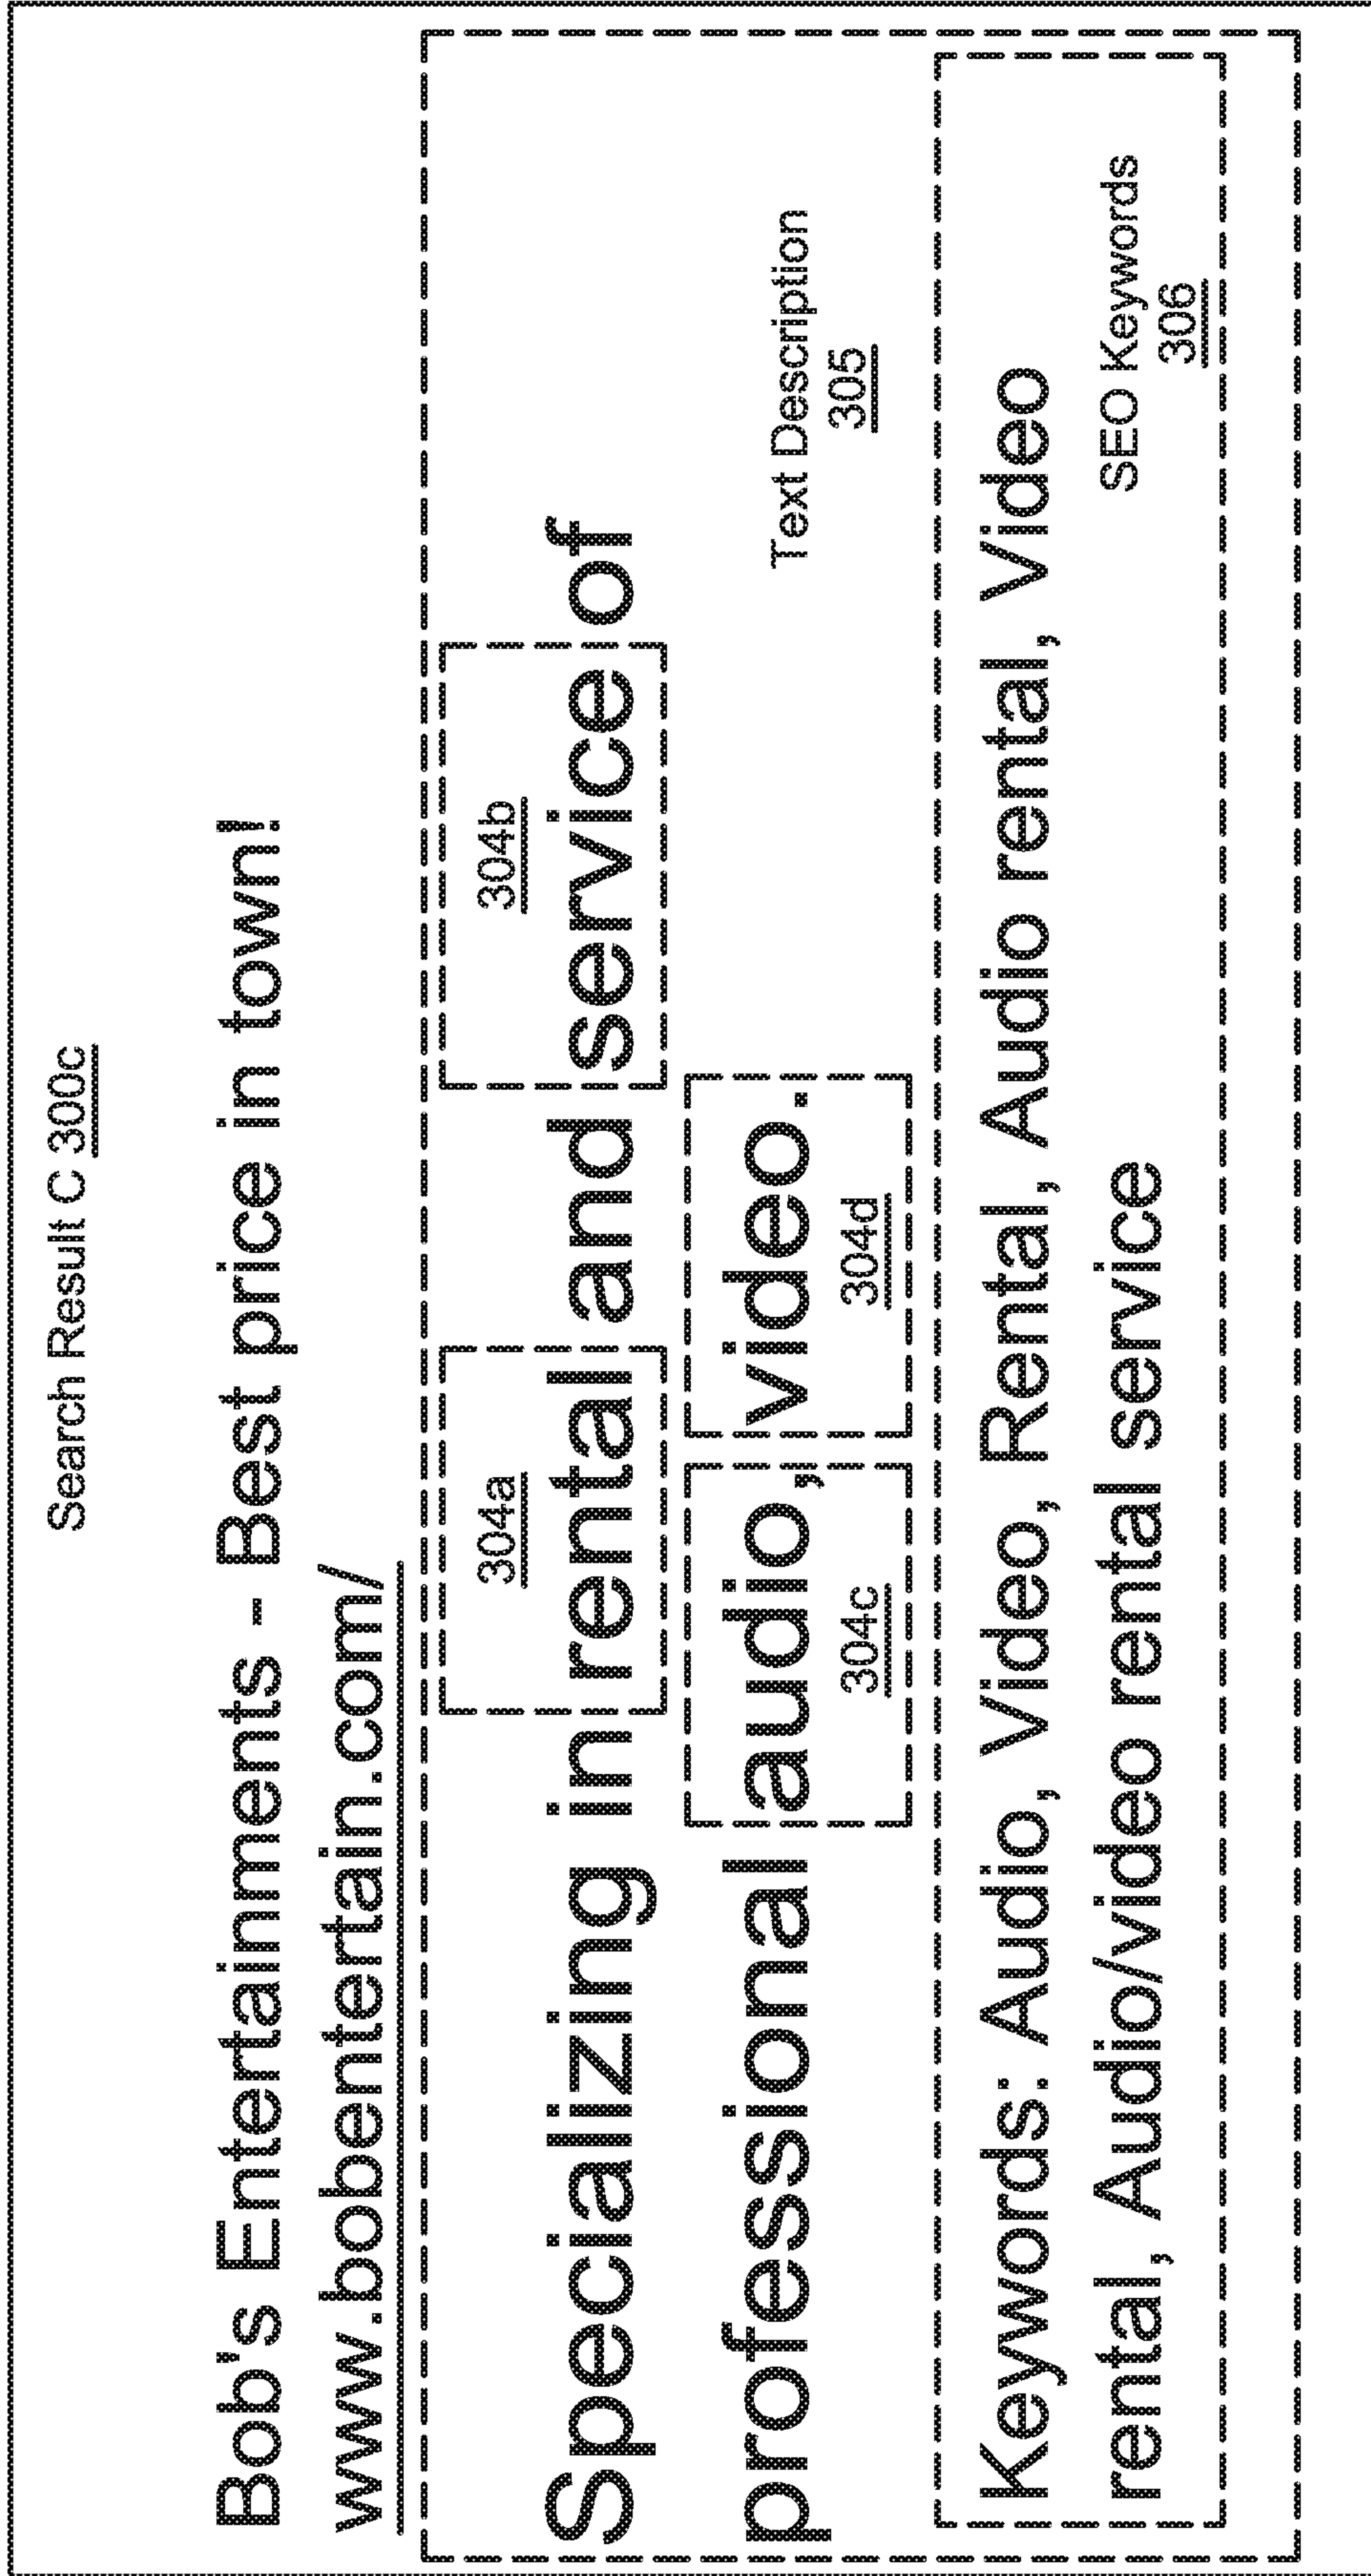 Search Result C 300c
Bob's Entertainments - Best price in town!
www.bobentertain.com/
304a 304b
Specializing in rental and service of
professional audio, video.
304c 304d
Text Description
305
Keywords: Audio, Video, Rental, Audio rental, Video
rental, Audio/video rental service
SEO Keywords
306